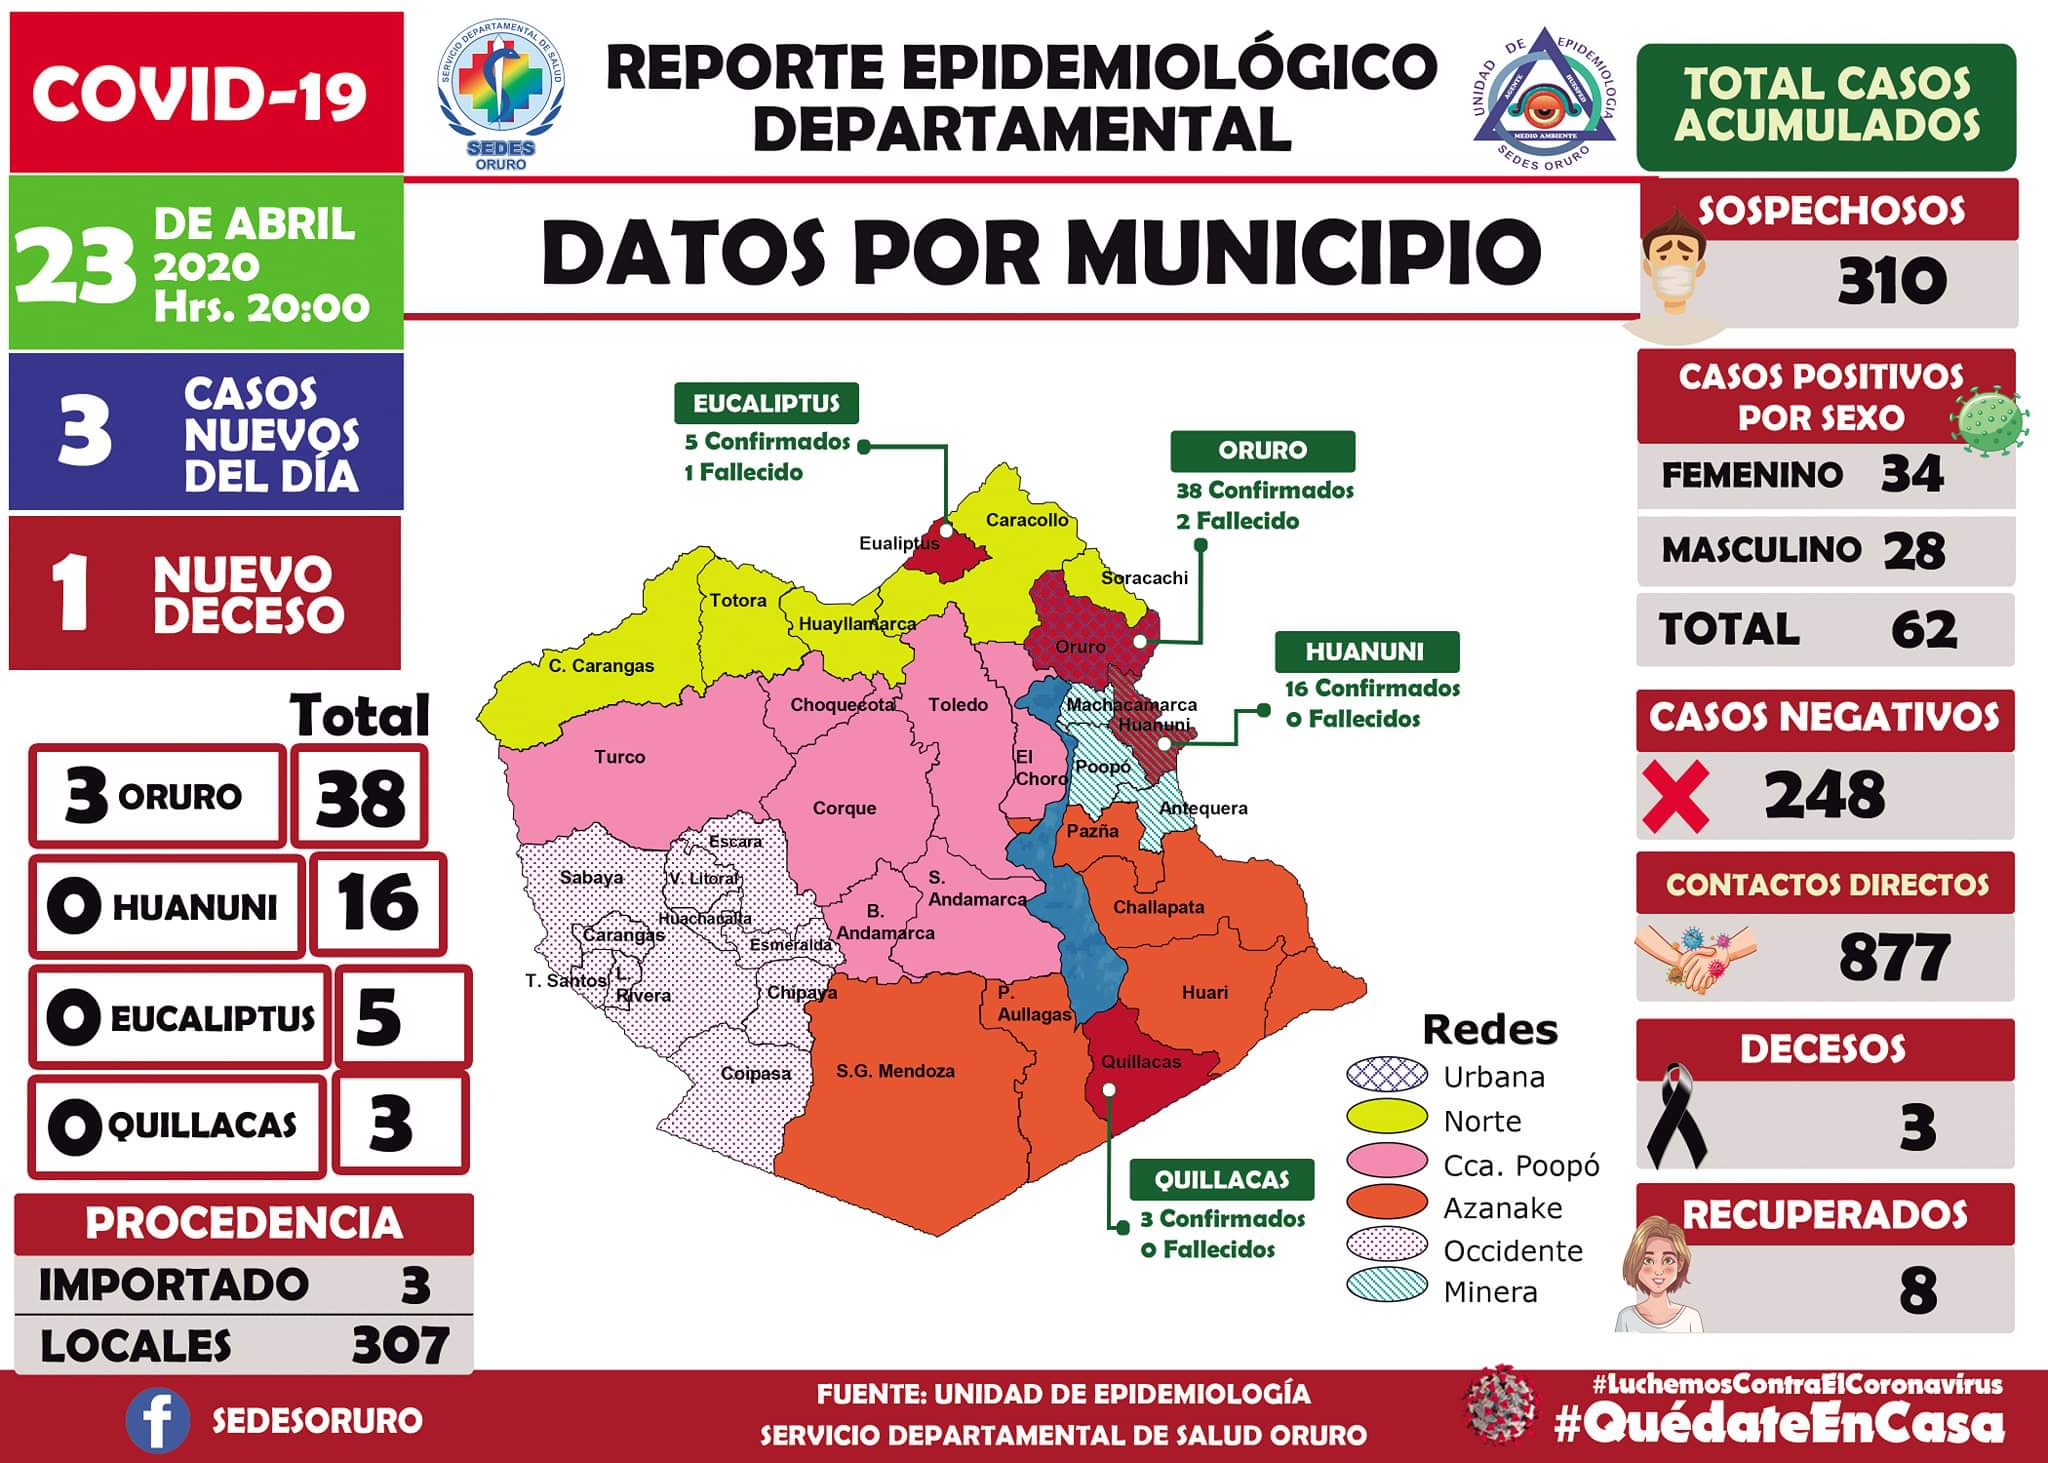 COVID-19
SERVICIO DEPARTAMENTAL DE SALUD
SEDES
ORURO
REPORTE EPIDEMIOLÓGICO
DEPARTAMENTAL
UNIDAD DE EPIDEMIOLOGIA
AGENTE
HUESPED
MEDIO AMBIENTE
SEDES ORURO
TOTAL CASOS
ACUMULADOS
23
DE ABRIL
2020
Hrs. 20:00
DATOS POR MUNICIPIO
SOSPECHOSOS
310
3
CASOS
NUEVOS
DEL DÍA
1
NUEVO
DECESO
CASOS POSITIVOS
POR SEXO
FEMENINO 34
MASCULINO 28
TOTAL 62
CASOS NEGATIVOS
248
CONTACTOS DIRECTOS
877
DECESOS
3
RECUPERADOS
8
EUCALIPTUS
5 Confirmados
1 Fallecido
ORURO
38 Confirmados
2 Fallecido
HUANUNI
16 Confirmados
0 Fallecidos
QUILLACAS
3 Confirmados
0 Fallecidos
Caracollo
Eualiptus
Soracachi
Totora
Huayllamarca
Oruro
C. Carangas
Choquecota
Toledo
Machacamarca
Huanuni
Turco
El
Choro
Poopó
Corque
Antequera
Pazña
Escara
Sabaya
V. Litoral
S.
Andamarca
Challapata
B.
Andamarca
Huachacalla
Carangas
Esmeralda
T. Santos
L.
Rivera
Chipaya
P.
Aullagas
Huari
Coipasa
S.G. Mendoza
Quillacas
Redes
Urbana
Norte
Cca. Poopó
Azanake
Occidente
Minera
Total
3 ORURO 38
0 HUANUNI 16
0 EUCALIPTUS 5
0 QUILLACAS 3
PROCEDENCIA
IMPORTADO 3
LOCALES 307
f SEDESORURO
FUENTE: UNIDAD DE EPIDEMIOLOGÍA
SERVICIO DEPARTAMENTAL DE SALUD ORURO
#LuchemosContraElCoronavirus
#QuédateEnCasa